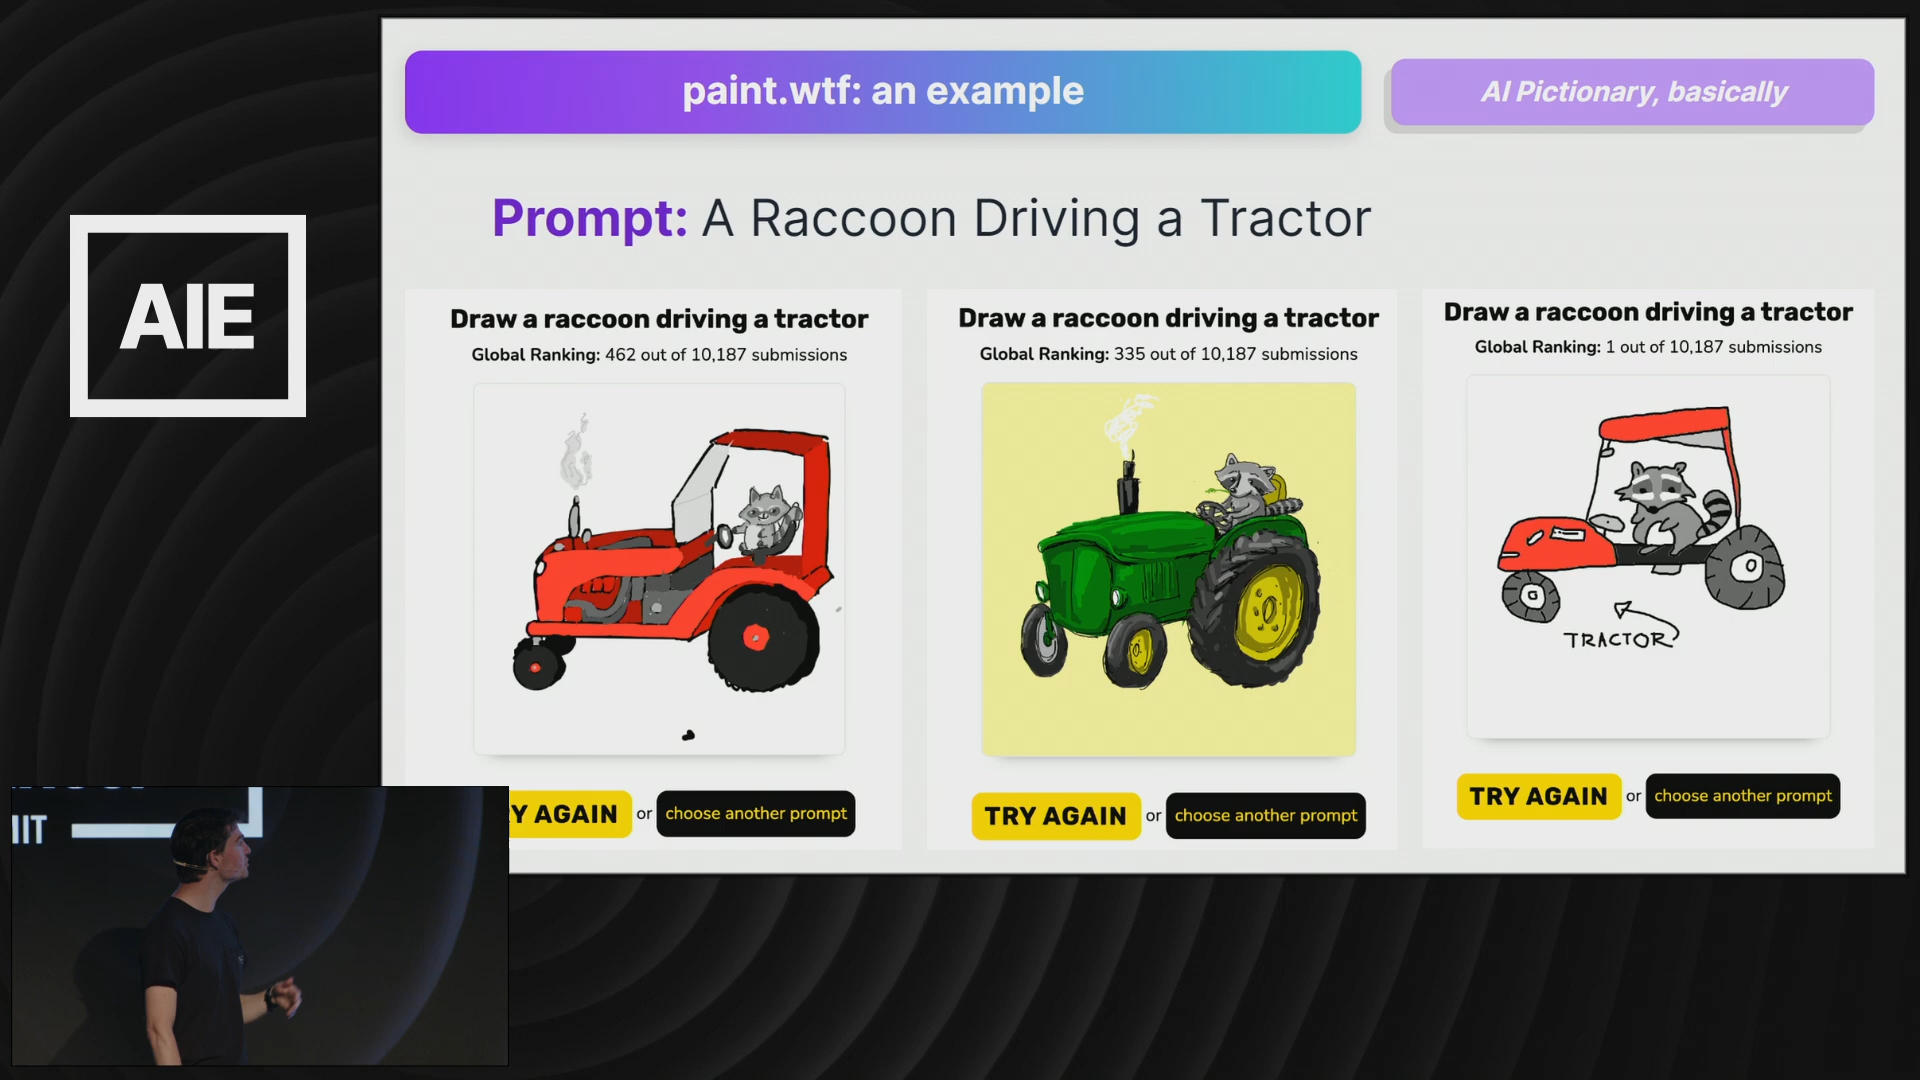 paint.wtf: an example
AI Pictionary, basically
Prompt: A Raccoon Driving a Tractor
AIE
Draw a raccoon driving a tractor
Global Ranking: 462 out of 10,187 submissions
Y AGAIN or choose another prompt
Draw a raccoon driving a tractor
Global Ranking: 335 out of 10,187 submissions
TRY AGAIN or choose another prompt
Draw a raccoon driving a tractor
Global Ranking: 1 out of 10,187 submissions
TRACTOR
TRY AGAIN or choose another prompt
IT